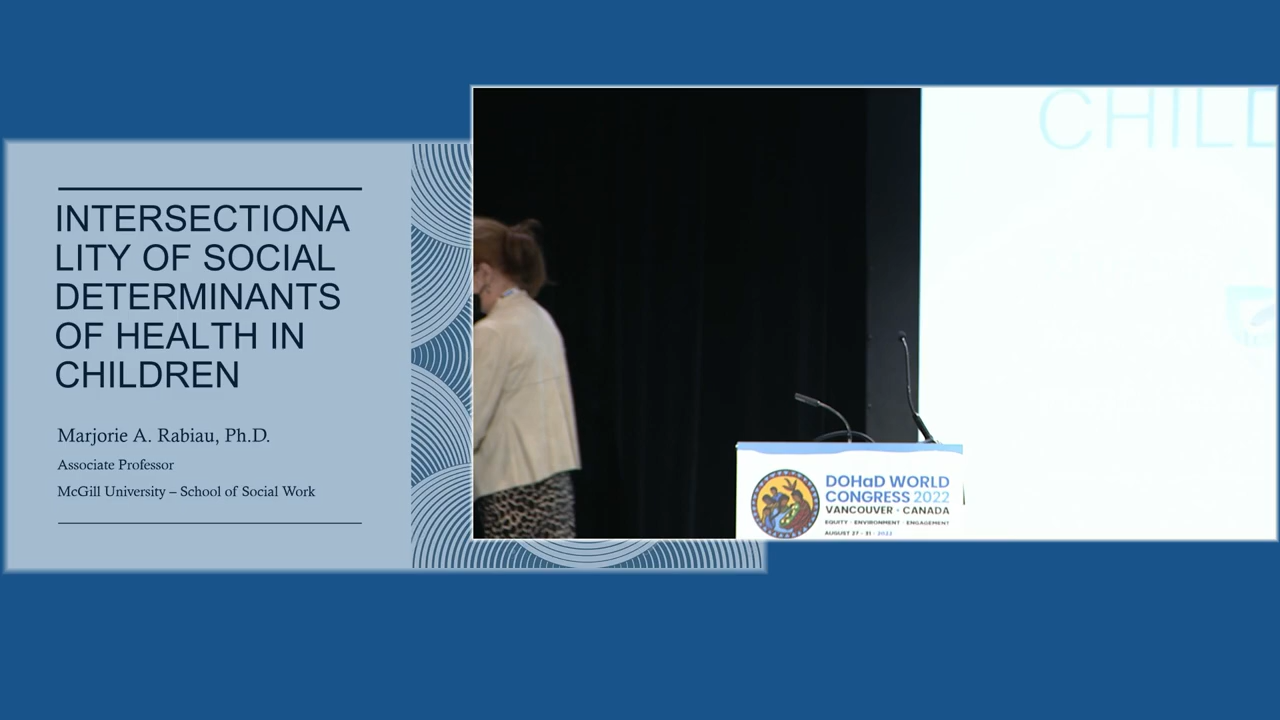 INTERSECTIONA
LITY OF SOCIAL
DETERMINANTS
OF HEALTH IN
CHILDREN
Marjorie A. Rabiau, Ph.D.
Associate Professor
McGill University – School of Social Work
CHILD
DOHaD WORLD
CONGRESS 2022
VANCOUVER · CANADA
EQUITY · ENVIRONMENT · ENGAGEMENT
AUGUST 27 - 31 · 2022